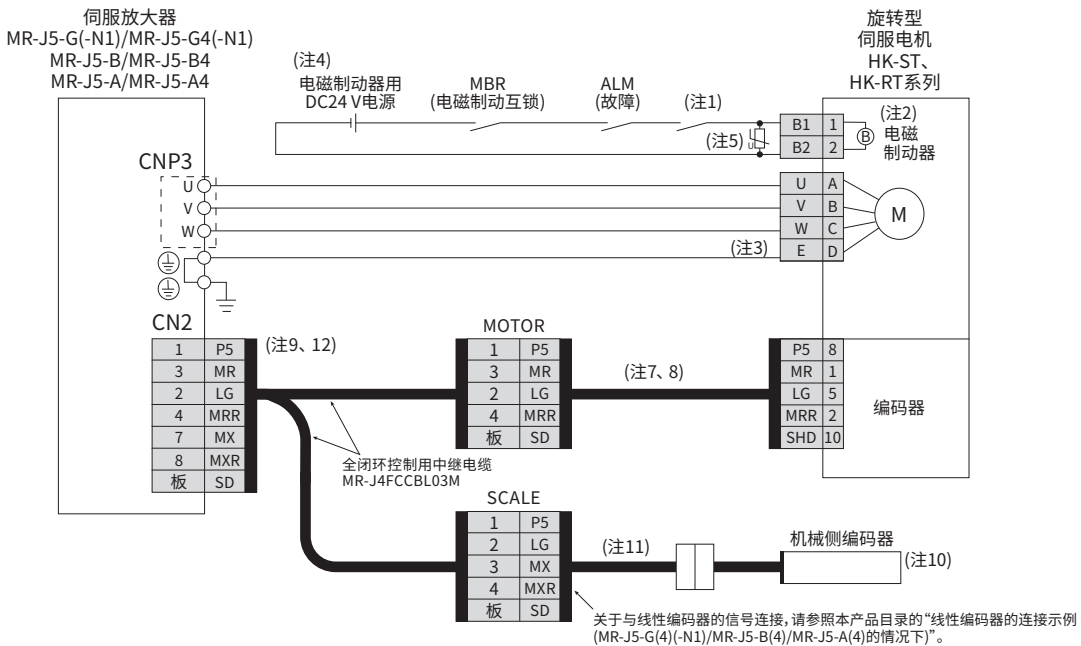 伺服放大器
MR-J5-G(-N1)/MR-J5-G4(-N1)
MR-J5-B/MR-J5-B4
MR-J5-A/MR-J5-A4
旋转型
伺服电机
HK-ST、
HK-RT系列
(注4)
电磁制动器用
DC24 V电源
MBR
(电磁制动互锁)
ALM
(故障)
(注1)
(注5)
U
B1 1
B2 2
B
(注2)
电磁
制动器
CNP3
U
V
W
U A
V B
W C
E D
M
(注3)
CN2
1 P5
3 MR
2 LG
4 MRR
7 MX
8 MXR
板 SD
(注9、12)
MOTOR
1 P5
3 MR
2 LG
4 MRR
板 SD
(注7、8)
P5 8
MR 1
LG 5
MRR 2
SHD 10
编码器
全闭环控制用中继电缆
MR-J4FCCBL03M
SCALE
1 P5
2 LG
3 MX
4 MXR
板 SD
(注11)
机械侧编码器
(注10)
关于与线性编码器的信号连接,请参照本产品目录的“线性编码器的连接示例
(MR-J5-G(4)(-N1)/MR-J5-B(4)/MR-J5-A(4)的情况下)”。